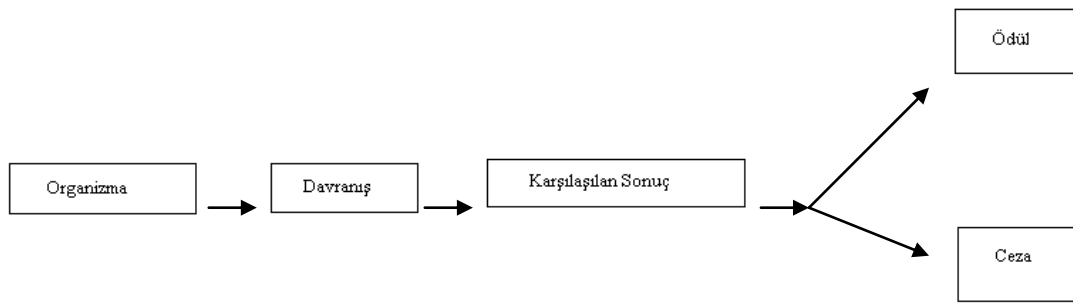 Ödül
Organizma
Davranış
Karşılaşılan Sonuç
Ceza